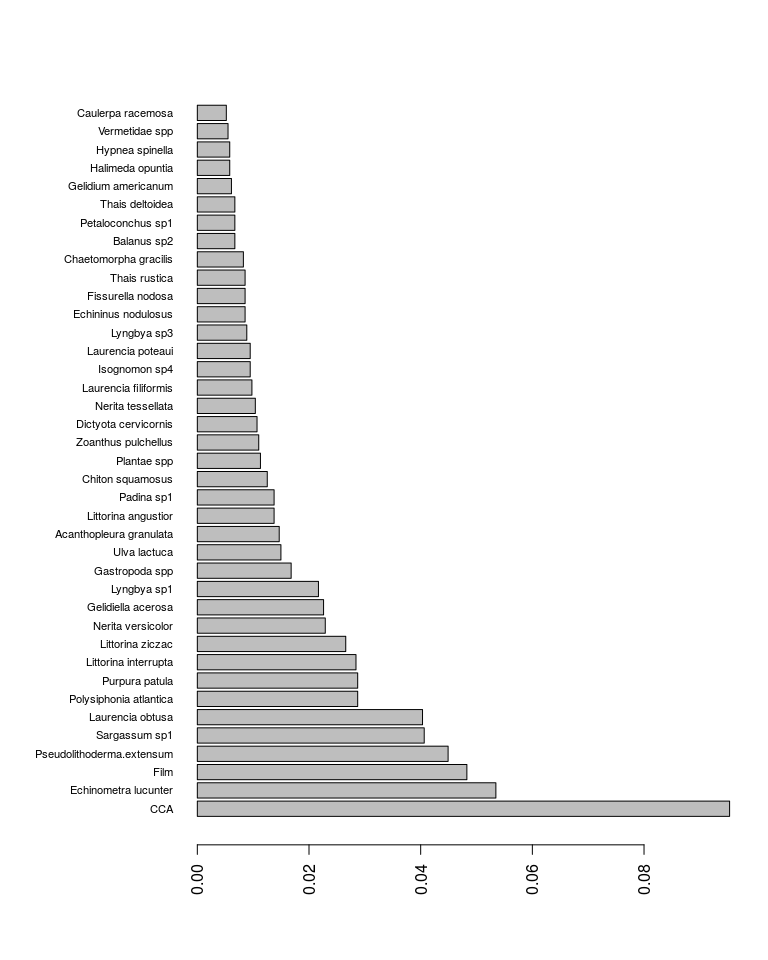 Caulerpa racemosa
Vermetidae spp
Hypnea spinella
Halimeda opuntia
Gelidium americanum
Thais deltoidea
Petaloconchus sp1
Balanus sp2
Chaetomorpha gracilis
Thais rustica
Fissurella nodosa
Echininus nodulosus
Lyngbya sp3
Laurencia poteaui
Isognomon sp4
Laurencia filiformis
Nerita tessellata
Dictyota cervicornis
Zoanthus pulchellus
Plantae spp
Chiton squamosus
Padina sp1
Littorina angustior
Acanthopleura granulata
Ulva lactuca
Gastropoda spp
Lyngbya sp1
Gelidiella acerosa
Nerita versicolor
Littorina ziczac
Littorina interrupta
Purpura patula
Polysiphonia atlantica
Laurencia obtusa
Sargassum sp1
Pseudolithoderma.extensum
Film
Echinometra lucunter
CCA
0.00
0.02
0.04
0.06
0.08